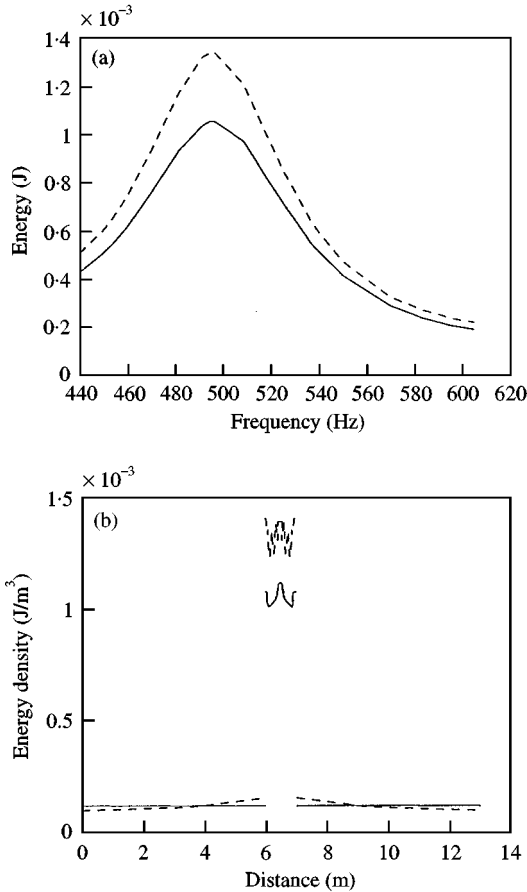 × 10⁻³
1·4
(a)
1·2
1
0·8
0·6
0·4
0·2
0
Energy (J)
440 460 480 500 520 540 560 580 600 620
Frequency (Hz)
× 10⁻³
1·5
(b)
1
0·5
0
Energy density (J/m³)
0 2 4 6 8 10 12 14
Distance (m)